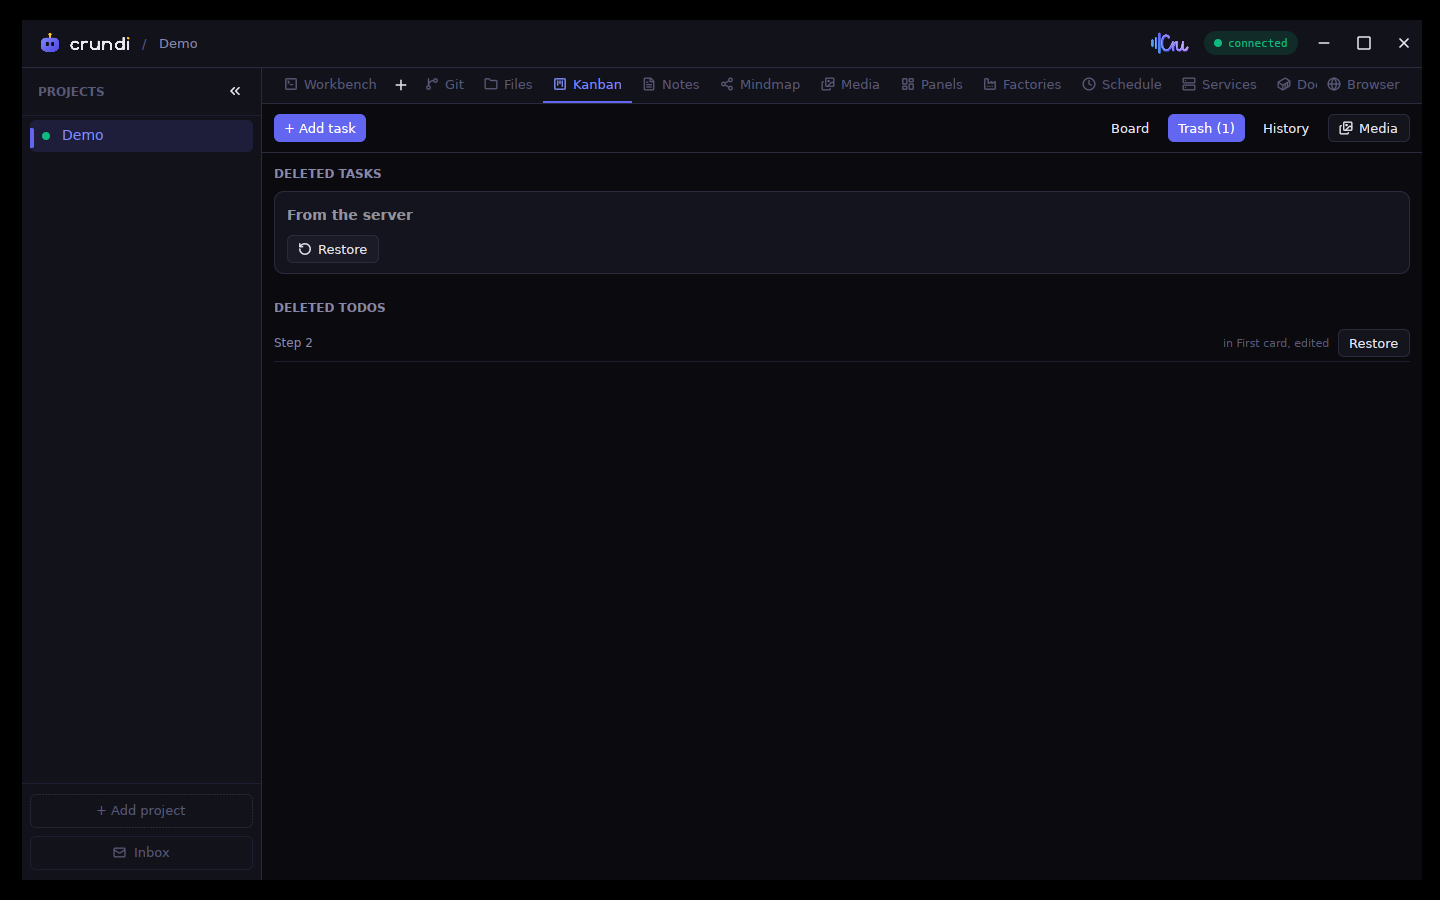 crundi / Demo
Cru
connected
PROJECTS
Workbench
Git
Files
Kanban
Notes
Mindmap
Media
Panels
Factories
Schedule
Services
Do
Browser
Demo
+ Add task
Board
Trash (1)
History
Media
DELETED TASKS
From the server
Restore
DELETED TODOS
Step 2
in First card, edited
Restore
+ Add project
Inbox